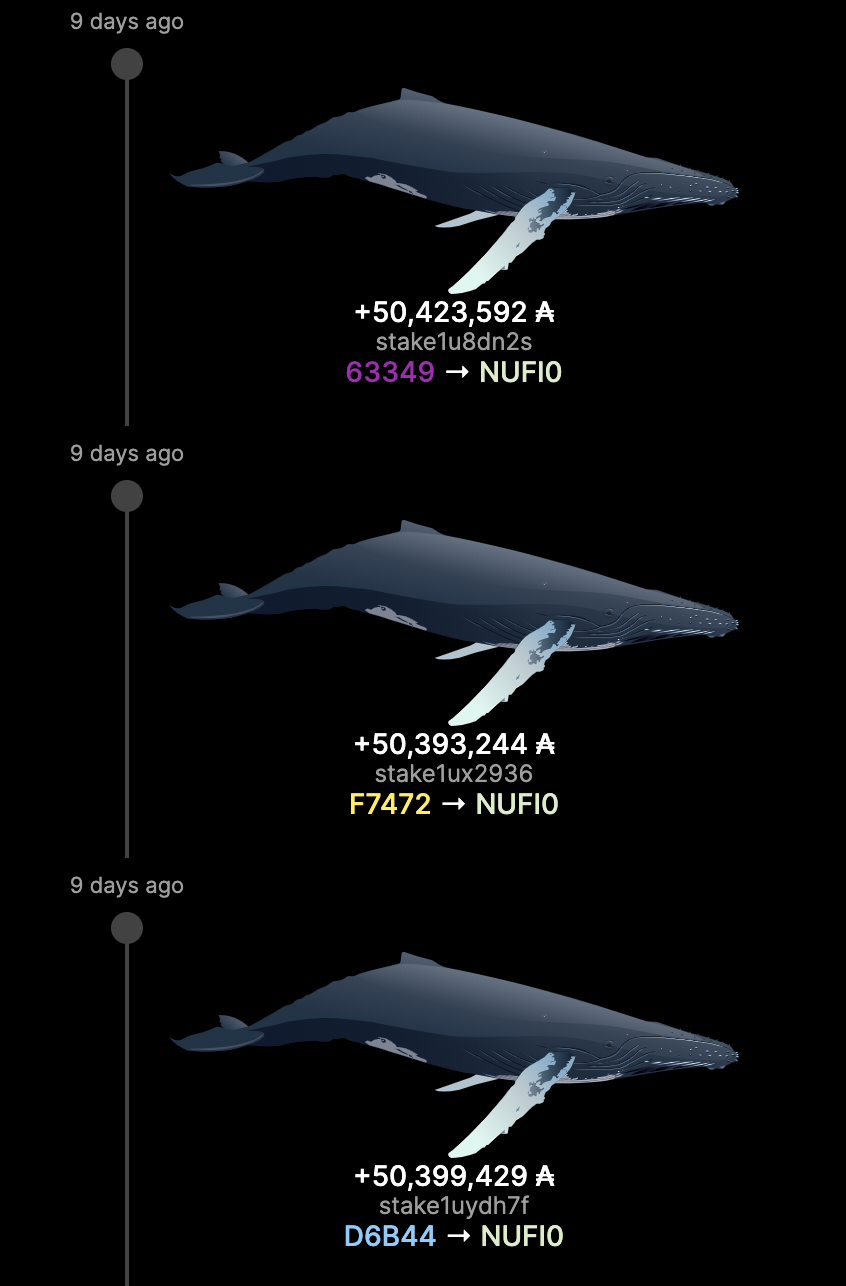 9 days ago
+50,423,592 ₳
stake1u8dn2s
63349 → NUFI0
9 days ago
+50,393,244 ₳
stake1ux2936
F7472 → NUFI0
9 days ago
+50,399,429 ₳
stake1uydh7f
D6B44 → NUFI0